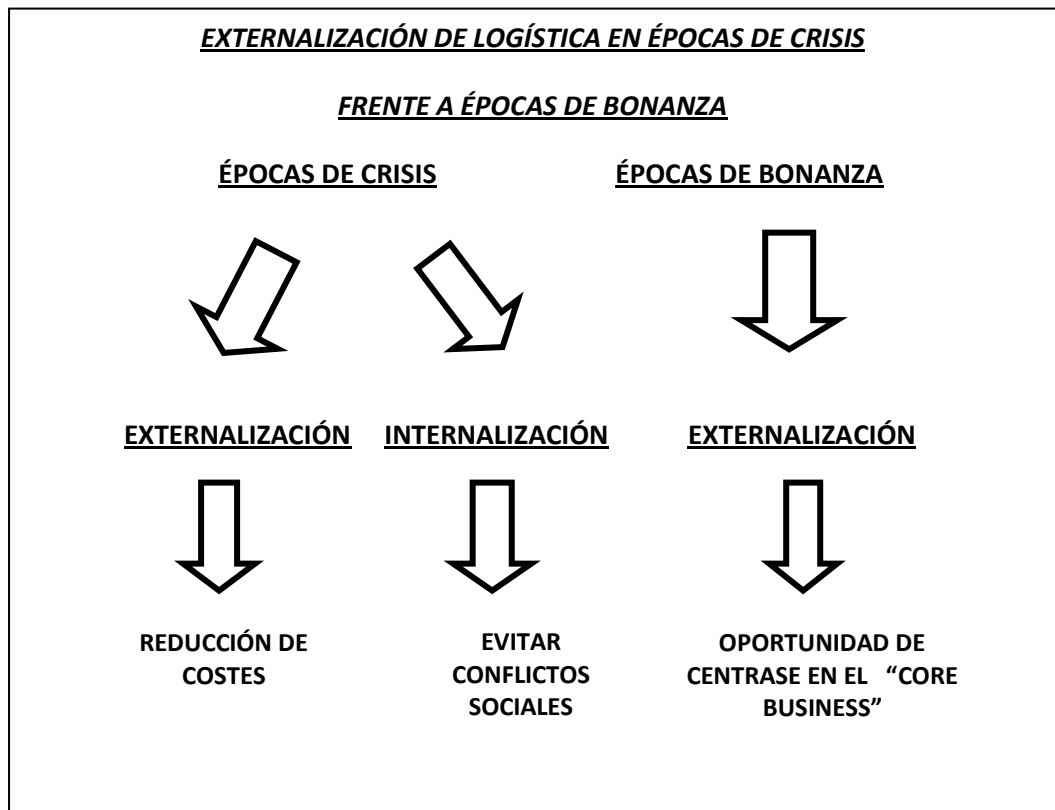 EXTERNALIZACIÓN DE LOGÍSTICA EN ÉPOCAS DE CRISIS
FRENTE A ÉPOCAS DE BONANZA
ÉPOCAS DE CRISIS
ÉPOCAS DE BONANZA
EXTERNALIZACIÓN
INTERNALIZACIÓN
EXTERNALIZACIÓN
REDUCCIÓN DE
COSTES
EVITAR
CONFLICTOS
SOCIALES
OPORTUNIDAD DE
CENTRASE EN EL “CORE
BUSINESS”